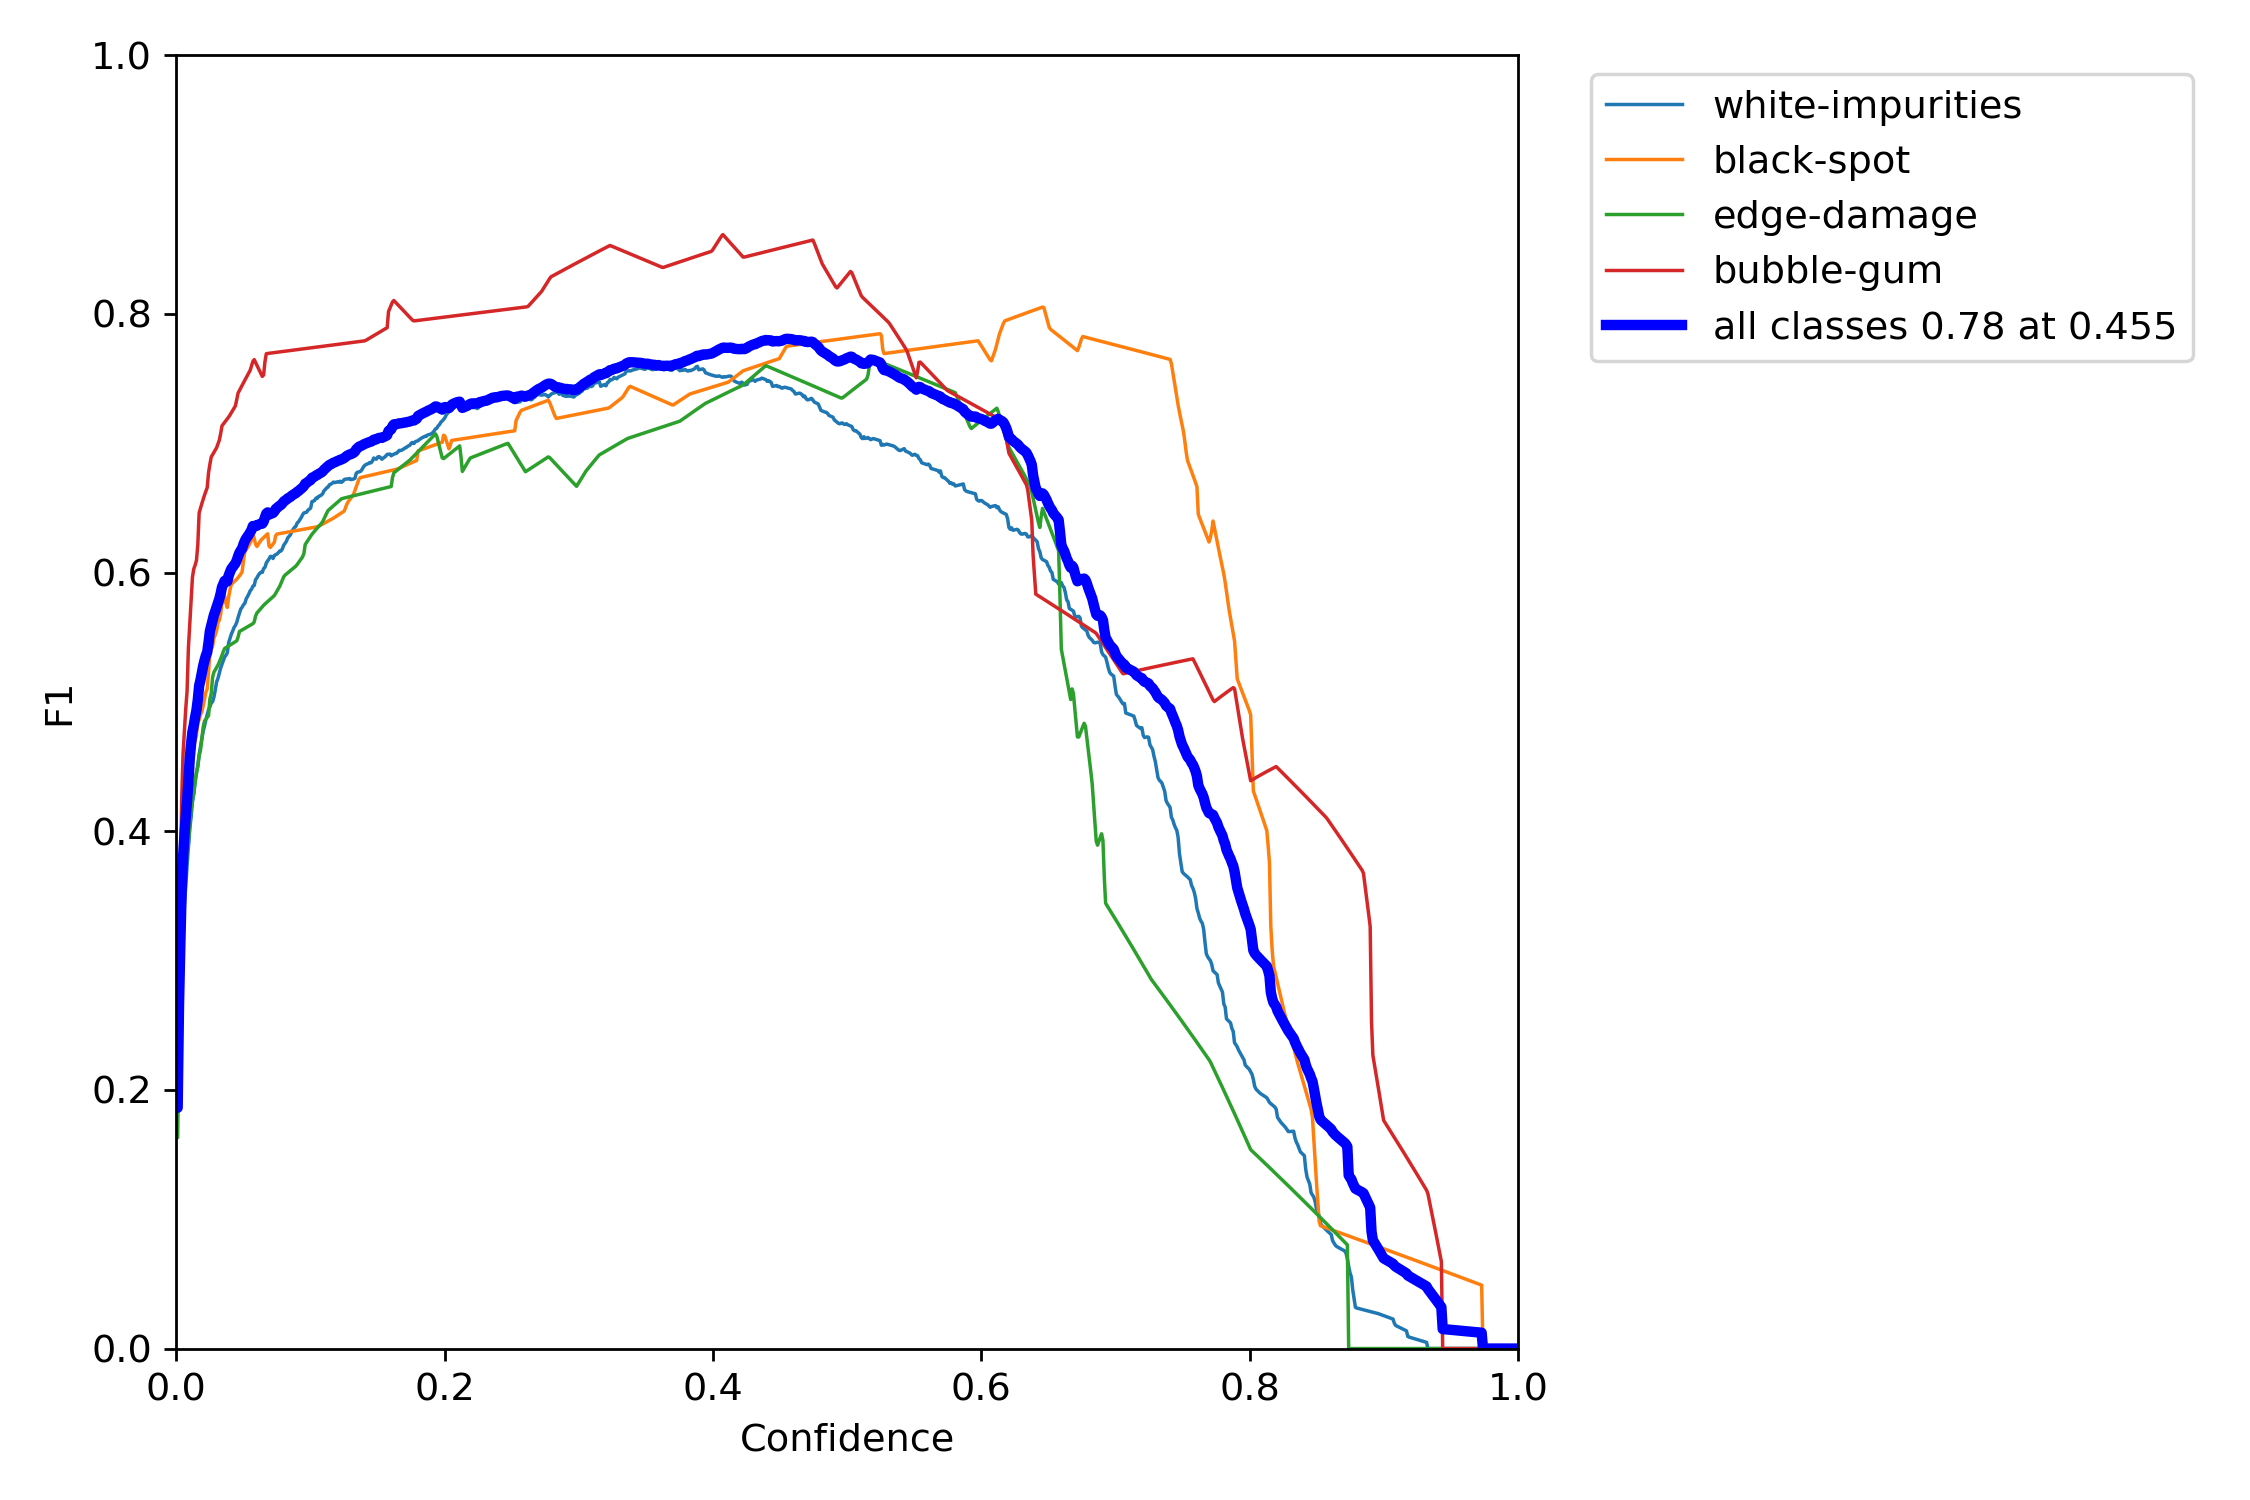 1.0
0.8
0.6
0.4
0.2
0.0
F1
0.0 0.2 0.4 0.6 0.8 1.0
Confidence
white-impurities
black-spot
edge-damage
bubble-gum
all classes 0.78 at 0.455